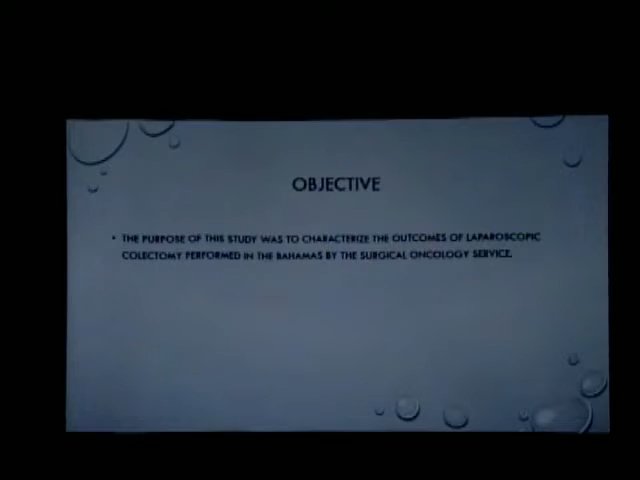 OBJECTIVE
• THE PURPOSE OF THIS STUDY WAS TO CHARACTERIZE THE OUTCOMES OF LAPAROSCOPIC
COLECTOMY PERFORMED IN THE BAHAMAS BY THE SURGICAL ONCOLOGY SERVICE.